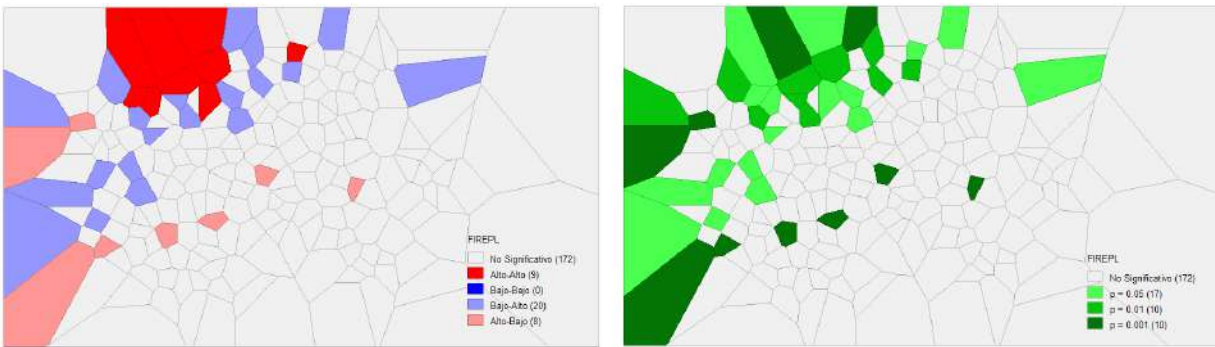 FIREPL
No Significativo (172)
Alto-Alto (9)
Bajo-Bajo (0)
Bajo-Alto (20)
Alto-Bajo (8)
FIREPL
No Significativo (172)
p = 0.05 (17)
p = 0.01 (10)
p = 0.001 (10)